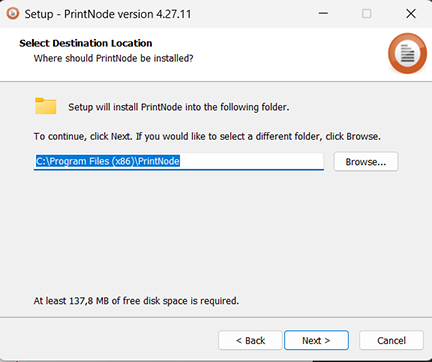 Setup - PrintNode version 4.27.11
Select Destination Location
Where should PrintNode be installed?
Setup will install PrintNode into the following folder.
To continue, click Next. If you would like to select a different folder, click Browse.
C:\Program Files (x86)\PrintNode
Browse...
At least 137,8 MB of free disk space is required.
< Back
Next >
Cancel